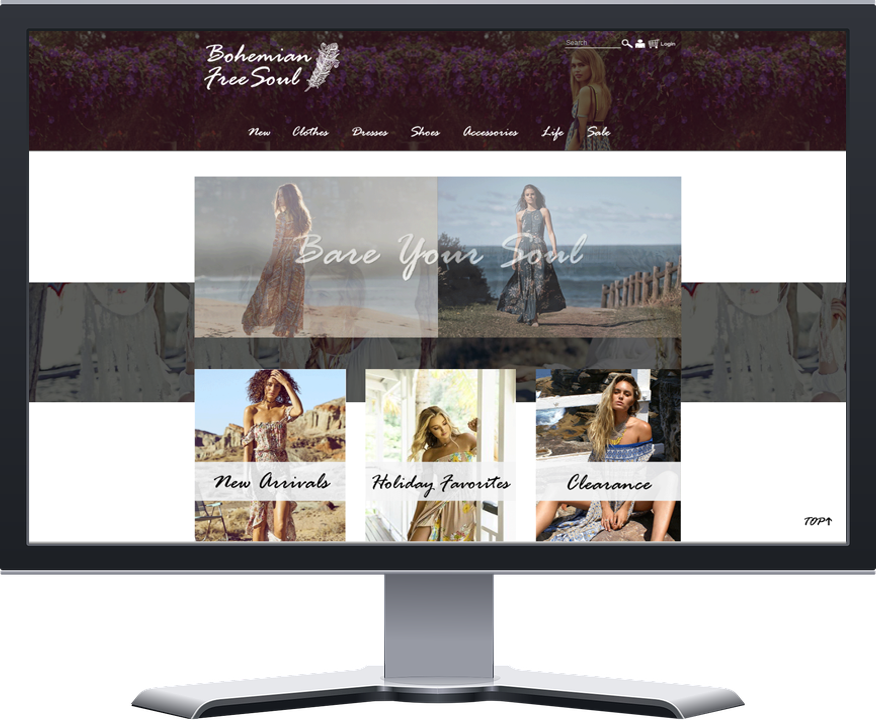 Bohemian
Free Soul
Search
Login
New Clothes Dresses Shoes Accessories Life Sale
Bare Your Soul
New Arrivals
Holiday Favorites
Clearance
TOP↑